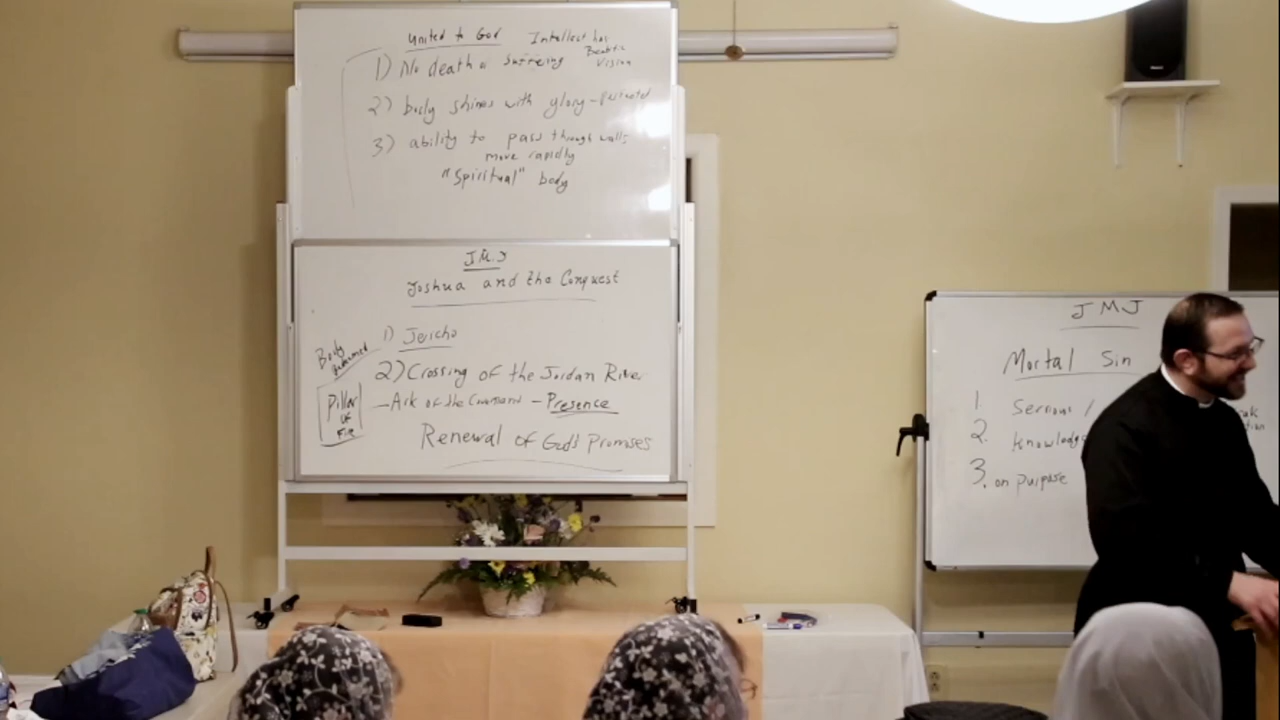 United to God Intellect has
Beatic
Vision
1) No death or suffering
2) body shines with glory -
3) ability to pass through walls
move rapidly
"Spiritual" body
J.M.J
Joshua and the Conquest
1) Jericho
Body
2) Crossing of the Jordan River
- Ark of the Covenant - Presence
Pillar
OF
Fire
Renewal of God's Promises
J M J
Mortal Sin
1. Serious /
2. Knowledge
3. on purpose